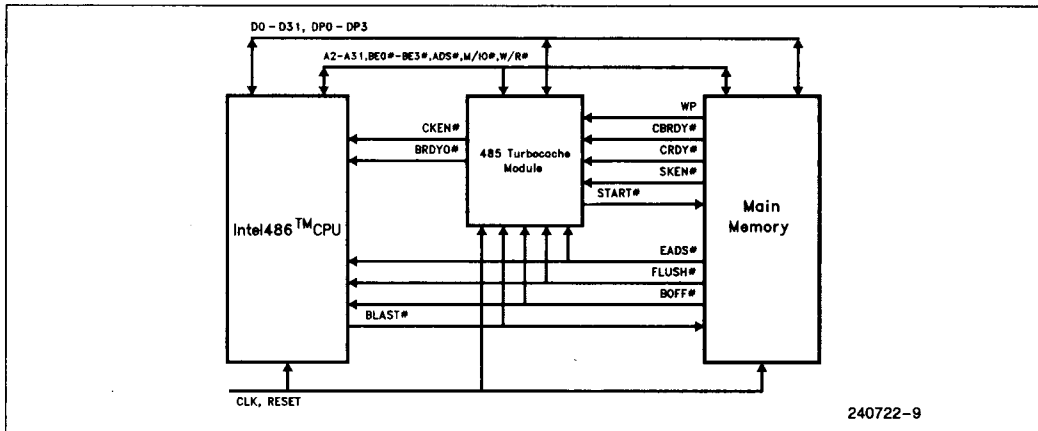 D0-D31, DP0-DP3
A2-A31,BE0#-BE3#,ADS#,M/IO#,W/R#
WP
CKEN#
CBRDY#
BRDYO#
485 Turbocache
Module
CRDY#
SKEN#
START#
Intel486™CPU
Main
Memory
EADS#
FLUSH#
BOFF#
BLAST#
CLK, RESET
240722-9